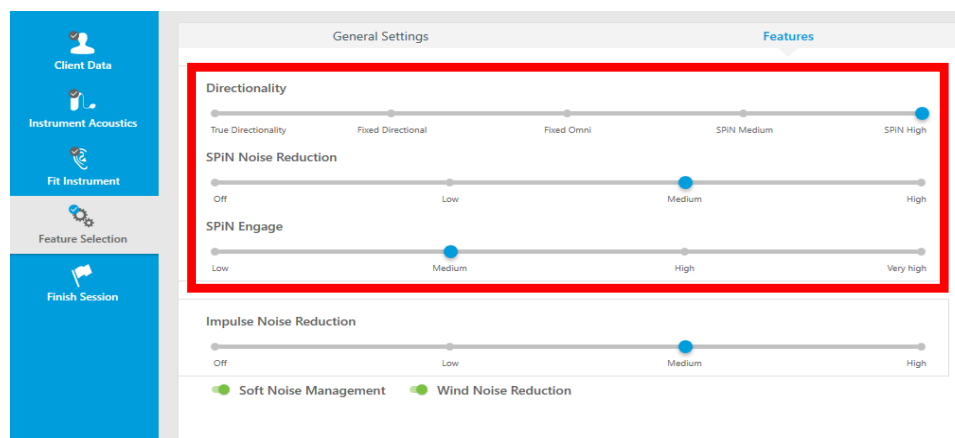 Client Data
Instrument Acoustics
Fit Instrument
Feature Selection
Finish Session
General Settings Features
Directionality
True Directionality Fixed Directional Fixed Omni SPiN Medium SPiN High
SPiN Noise Reduction
Off Low Medium High
SPiN Engage
Low Medium High Very high
Impulse Noise Reduction
Off Low Medium High
Soft Noise Management Wind Noise Reduction